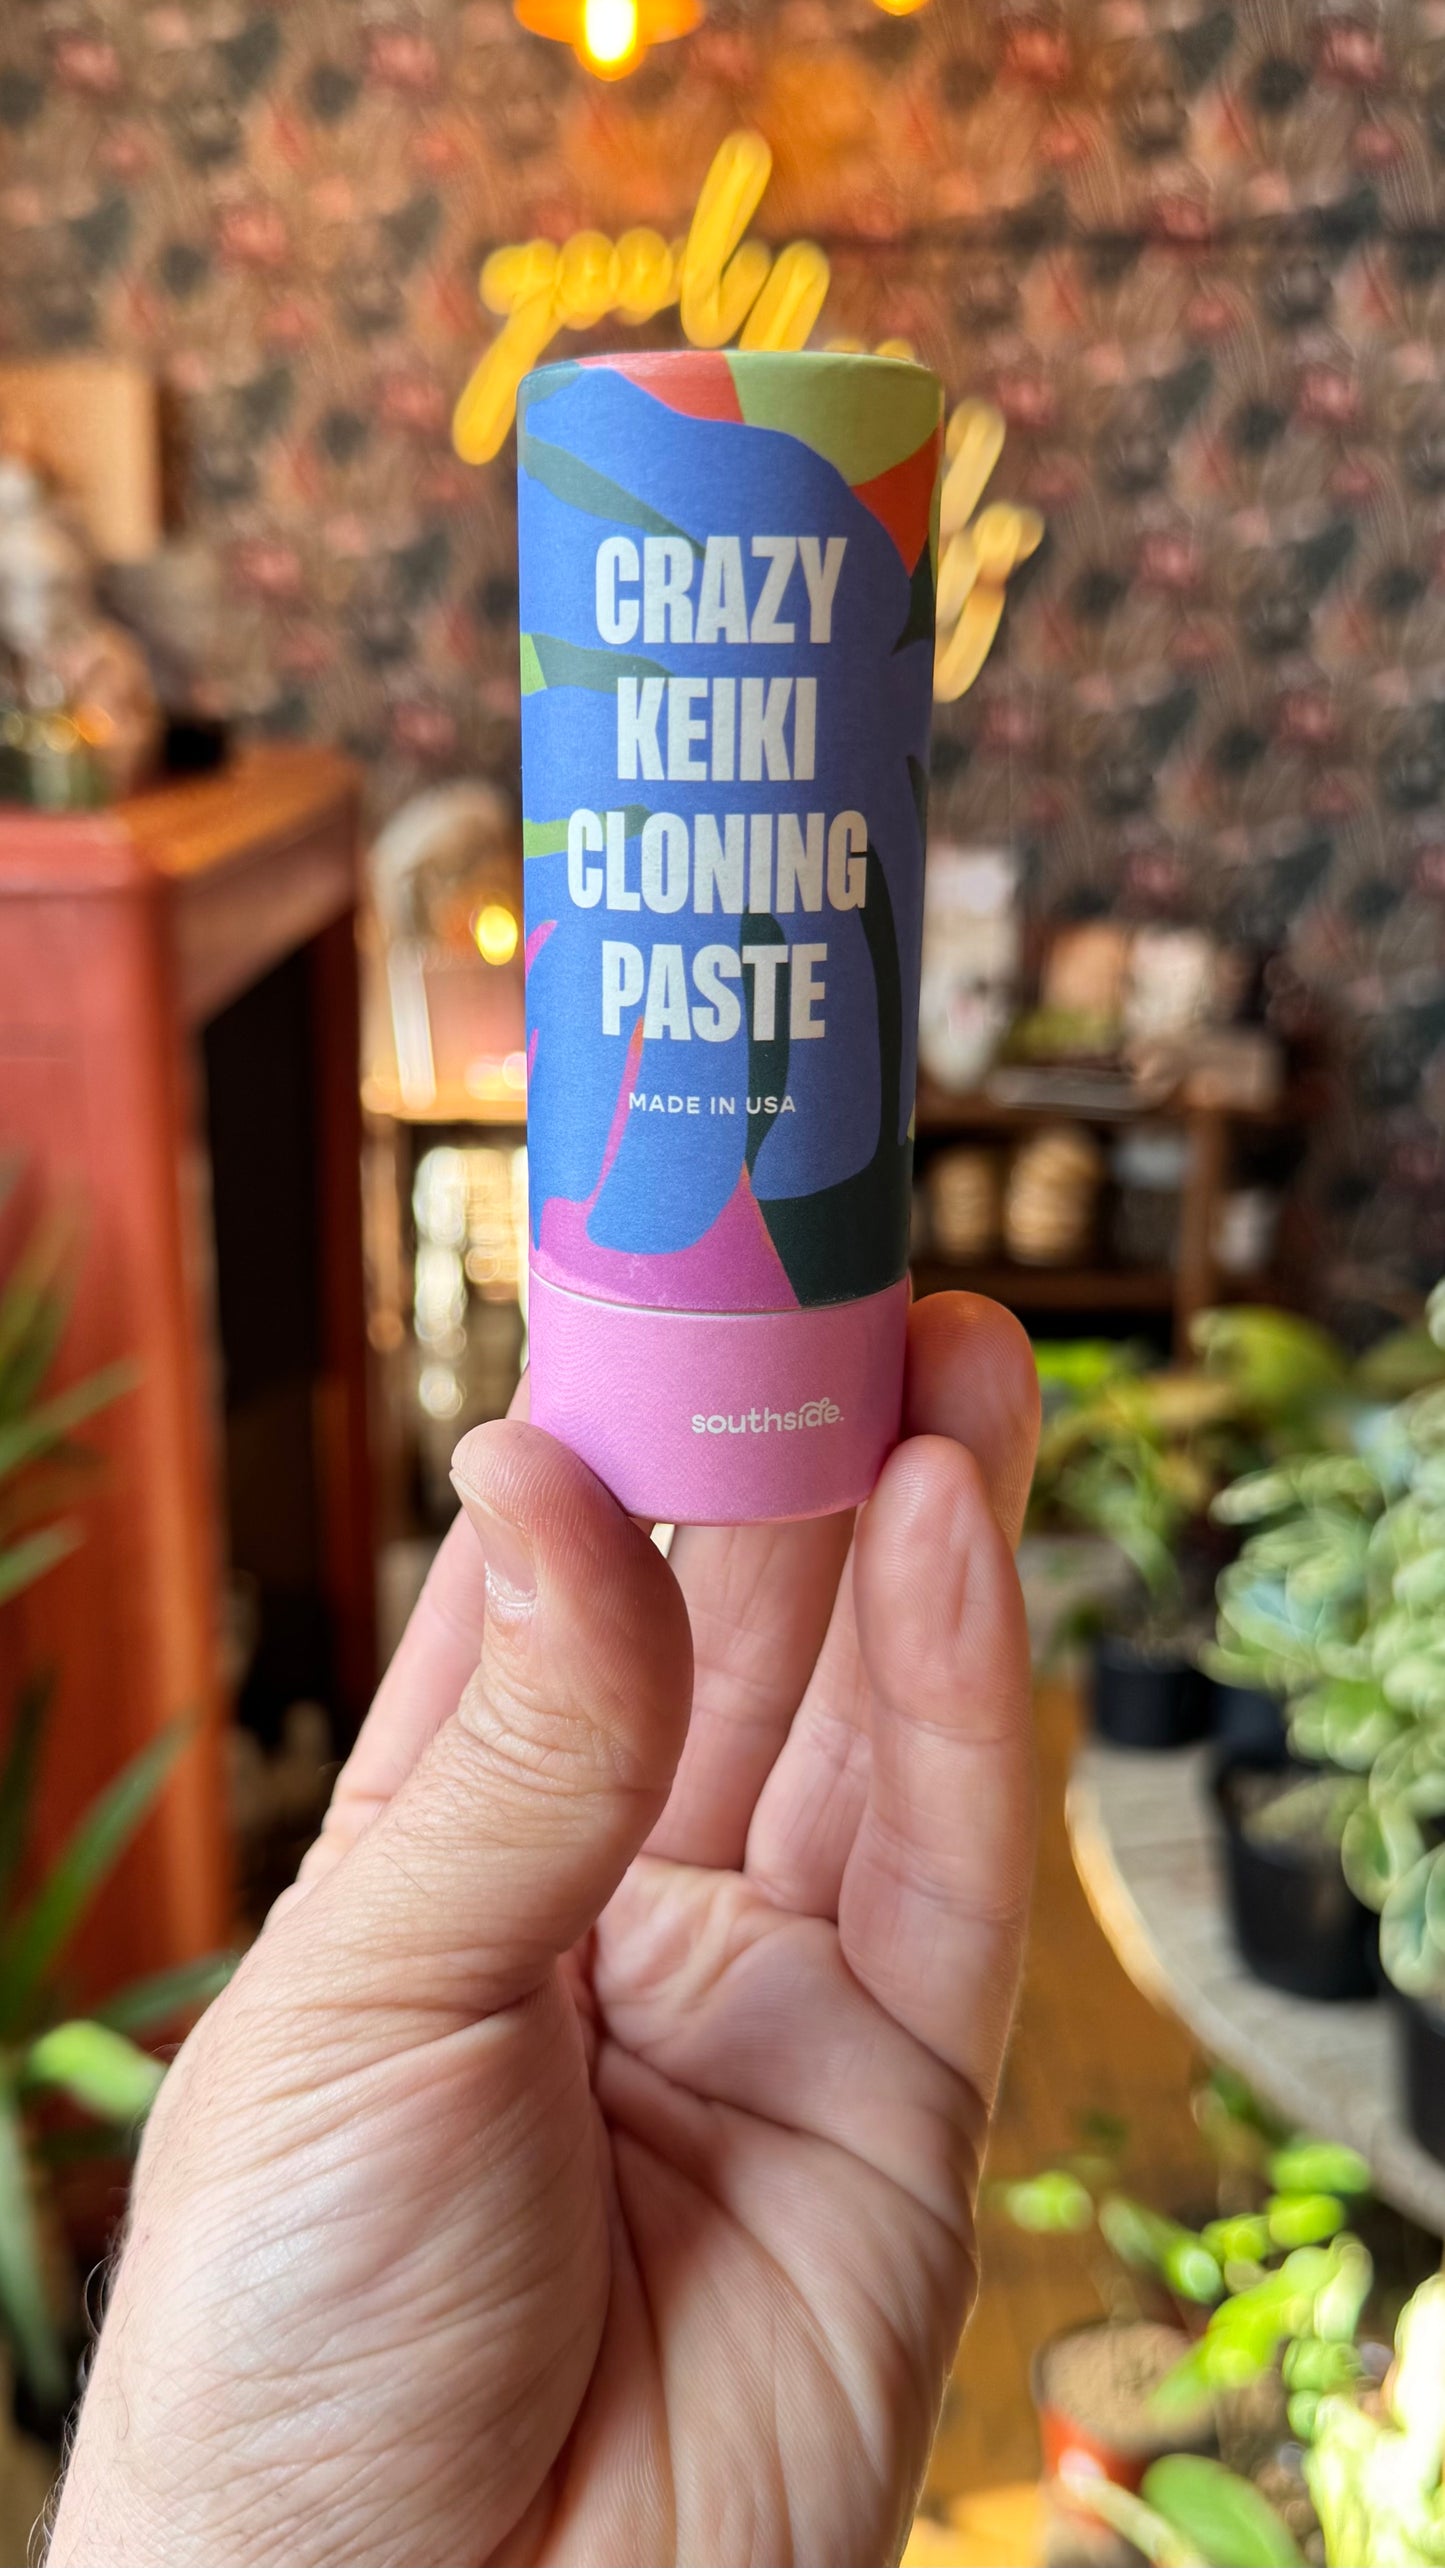 CRAZY
KEIKI
CLONING
PASTE
MADE IN USA
southside.